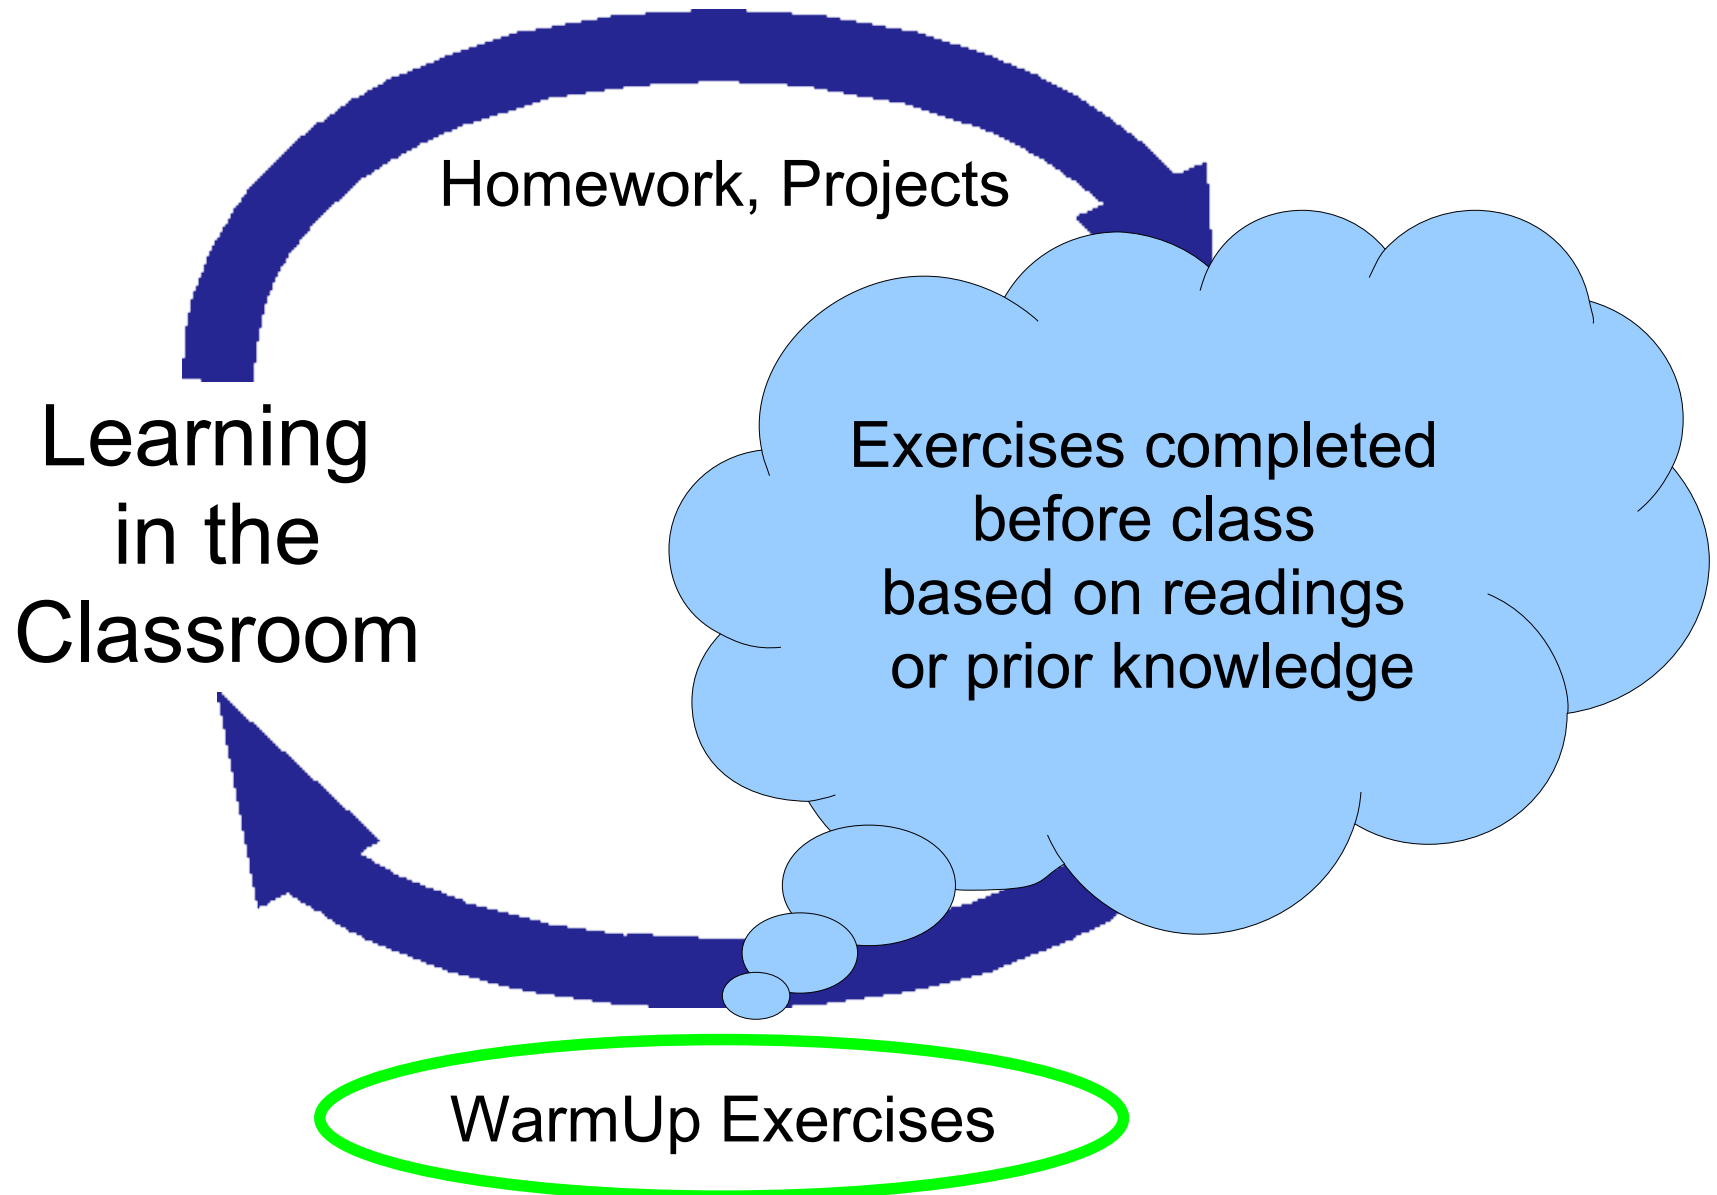 Homework, Projects
Learning
in the
Classroom
Exercises completed
before class
based on readings
or prior knowledge
WarmUp Exercises